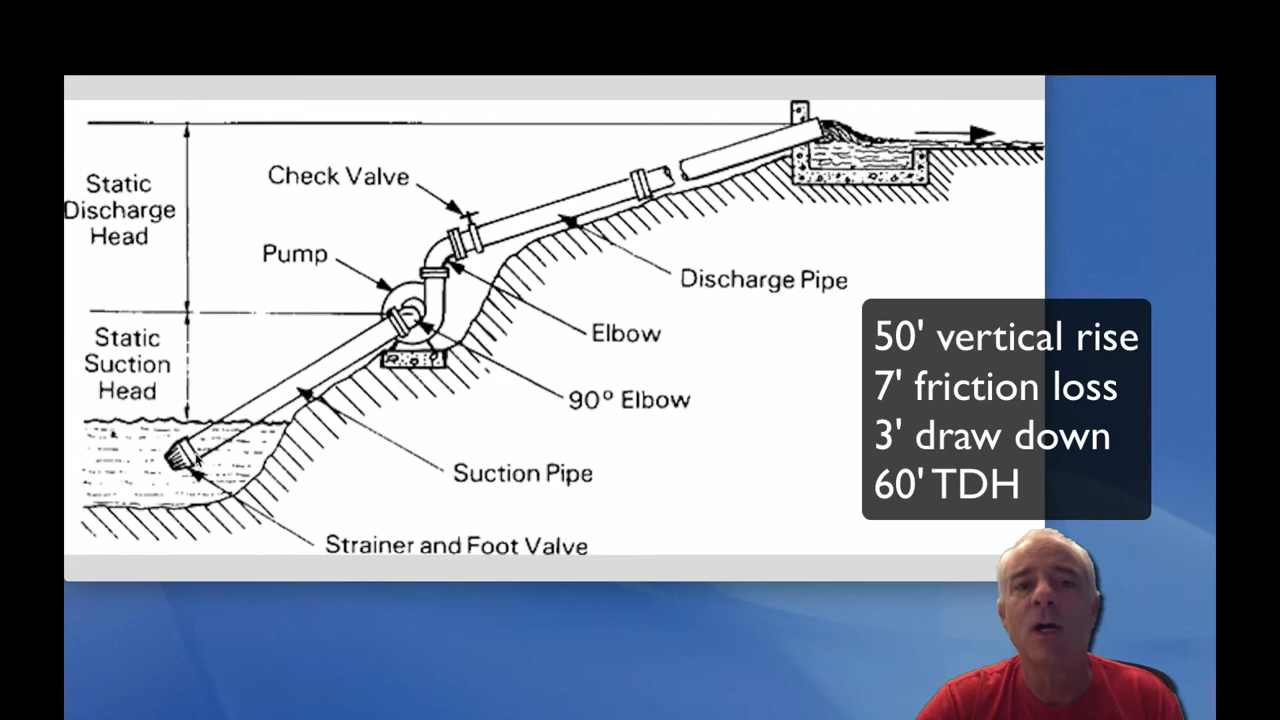 Static
Discharge
Head
Check Valve
Pump
Discharge Pipe
Static
Suction
Head
Elbow
90° Elbow
Suction Pipe
Strainer and Foot Valve
50' vertical rise
7' friction loss
3' draw down
60' TDH